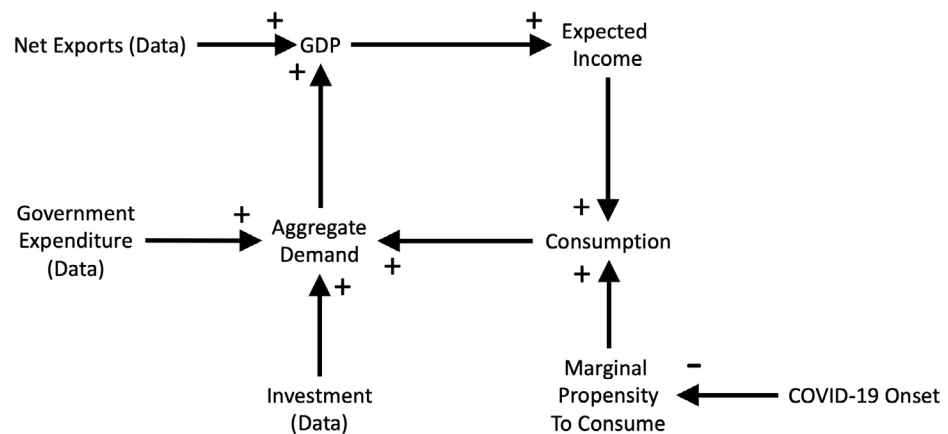 +
+
Net Exports (Data)
GDP
Expected
Income
+
Government
Expenditure
(Data)
+
Aggregate
Demand
+
+
Consumption
+
+
Investment
(Data)
Marginal
Propensity
To Consume
–
COVID-19 Onset